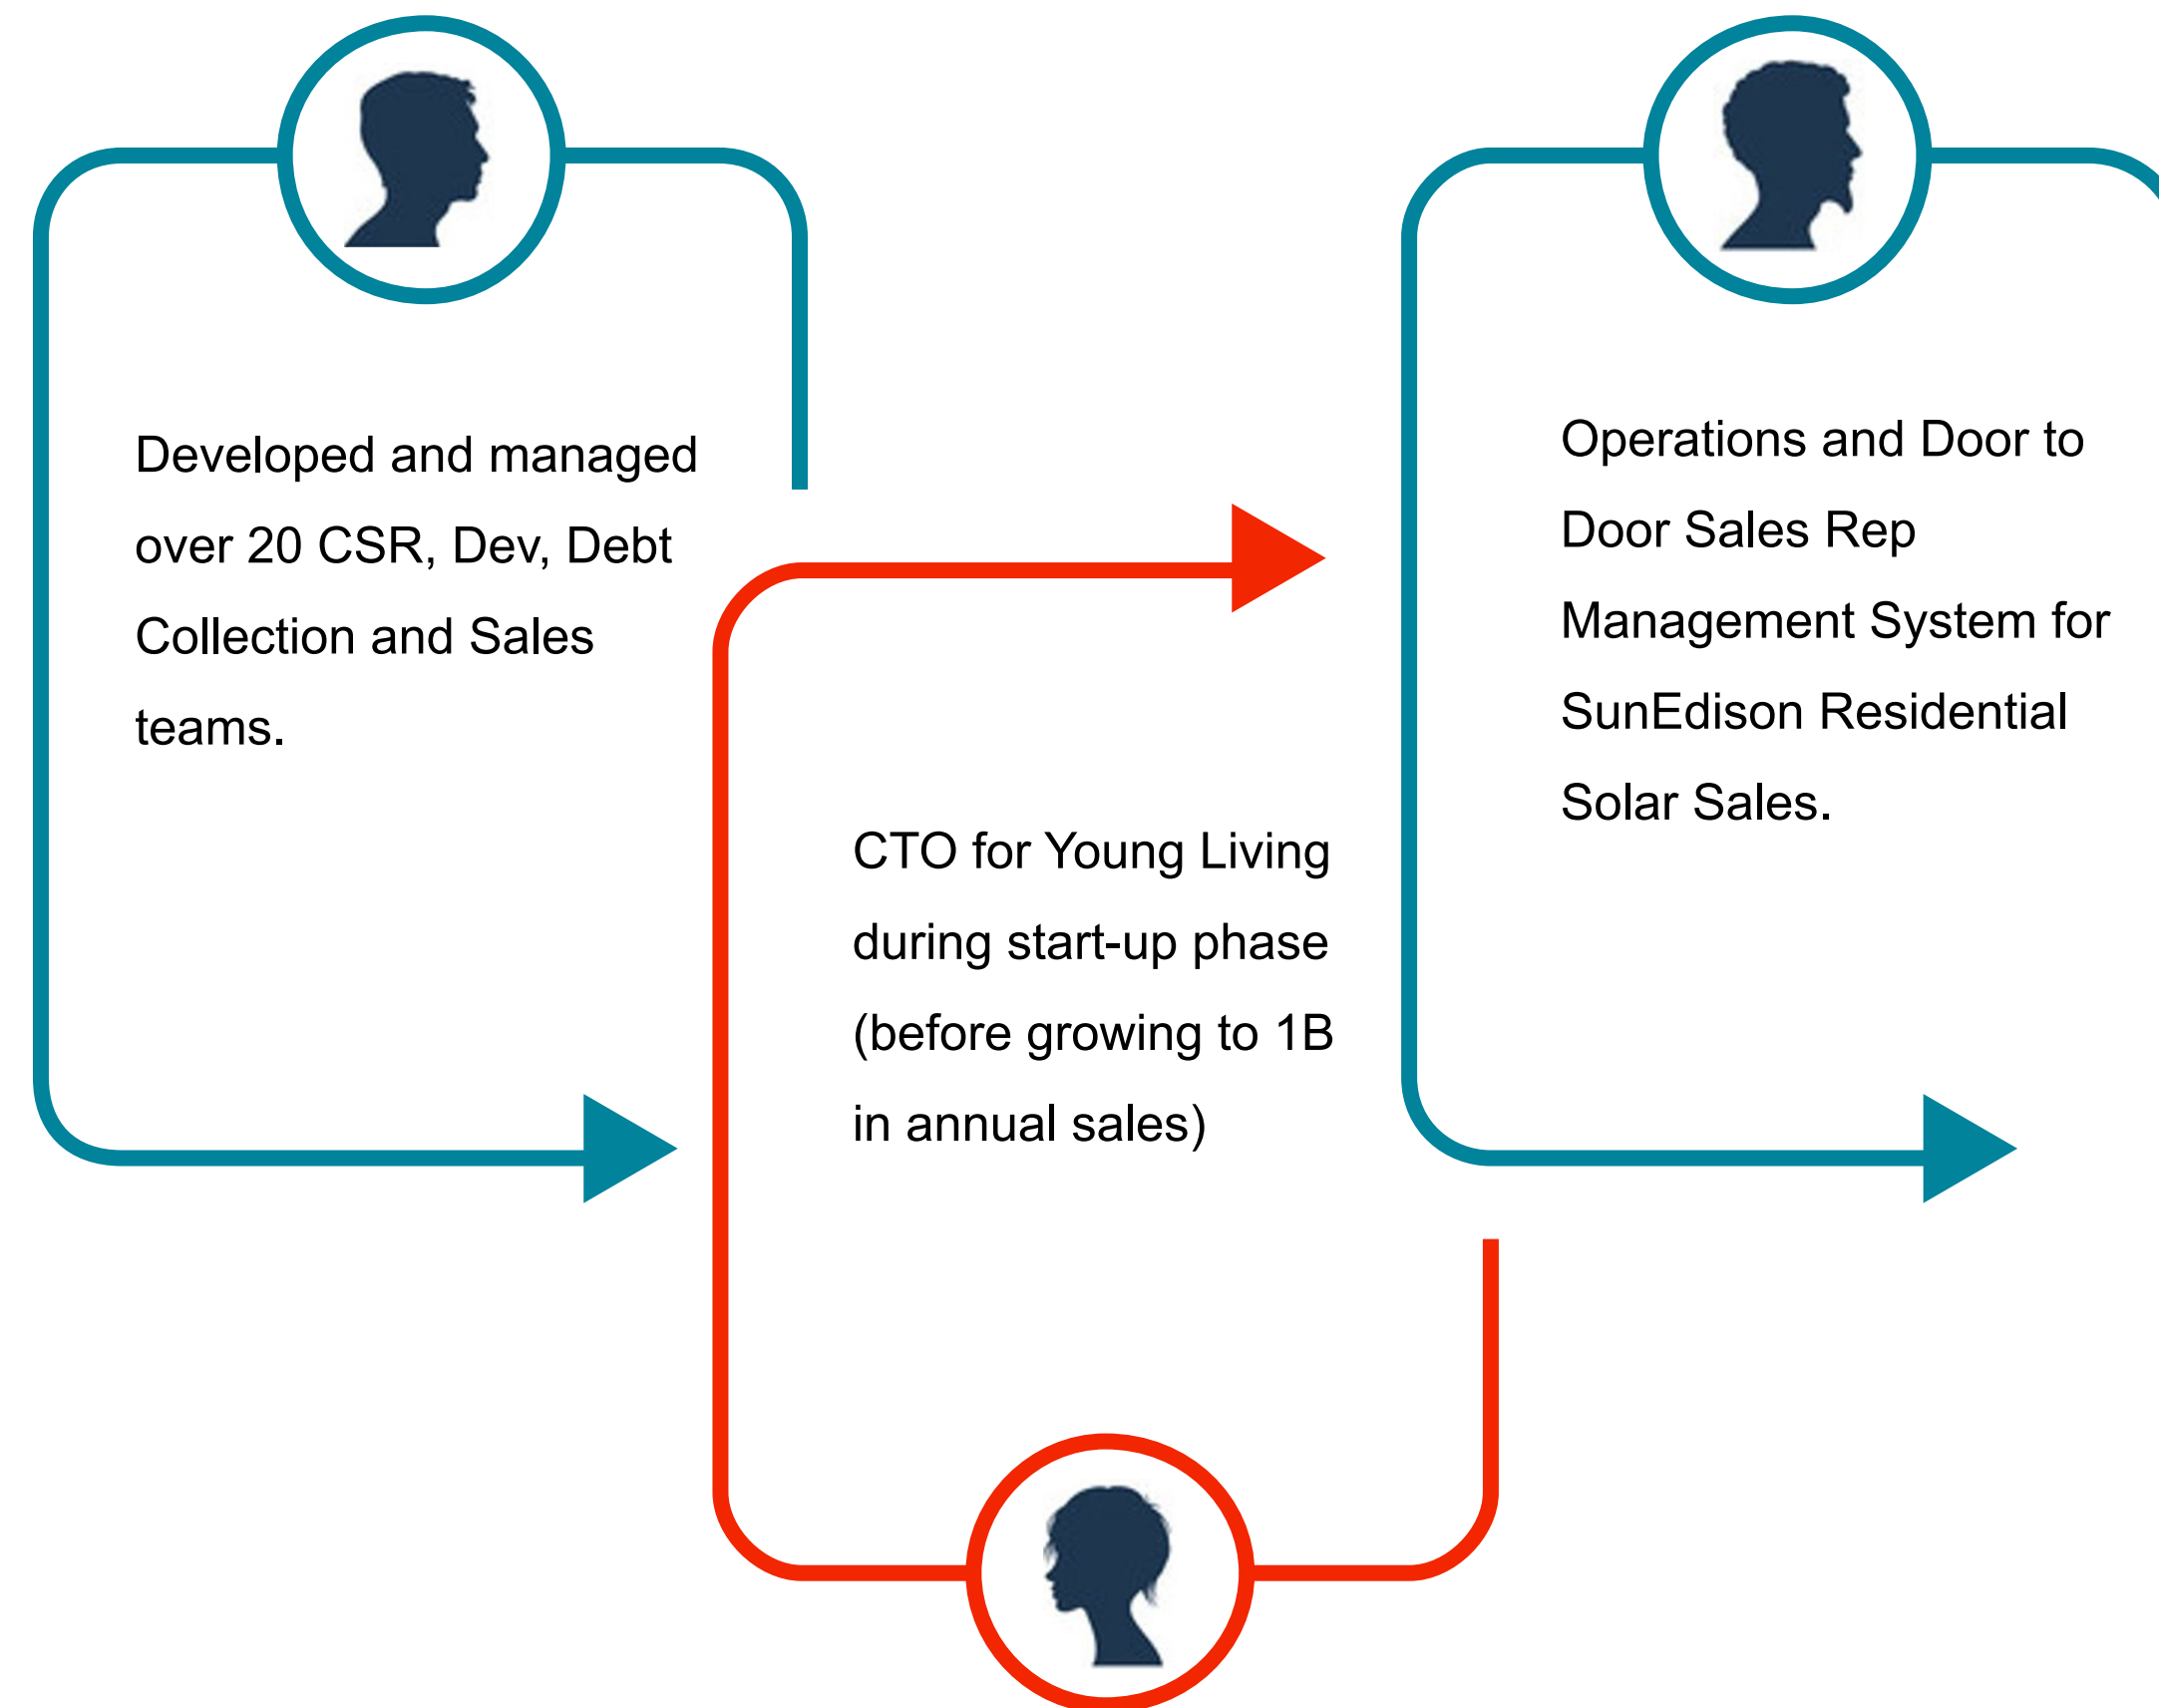 Developed and managed
over 20 CSR, Dev, Debt
Collection and Sales
teams.
CTO for Young Living
during start-up phase
(before growing to 1B
in annual sales)
Operations and Door to
Door Sales Rep
Management System for
SunEdison Residential
Solar Sales.